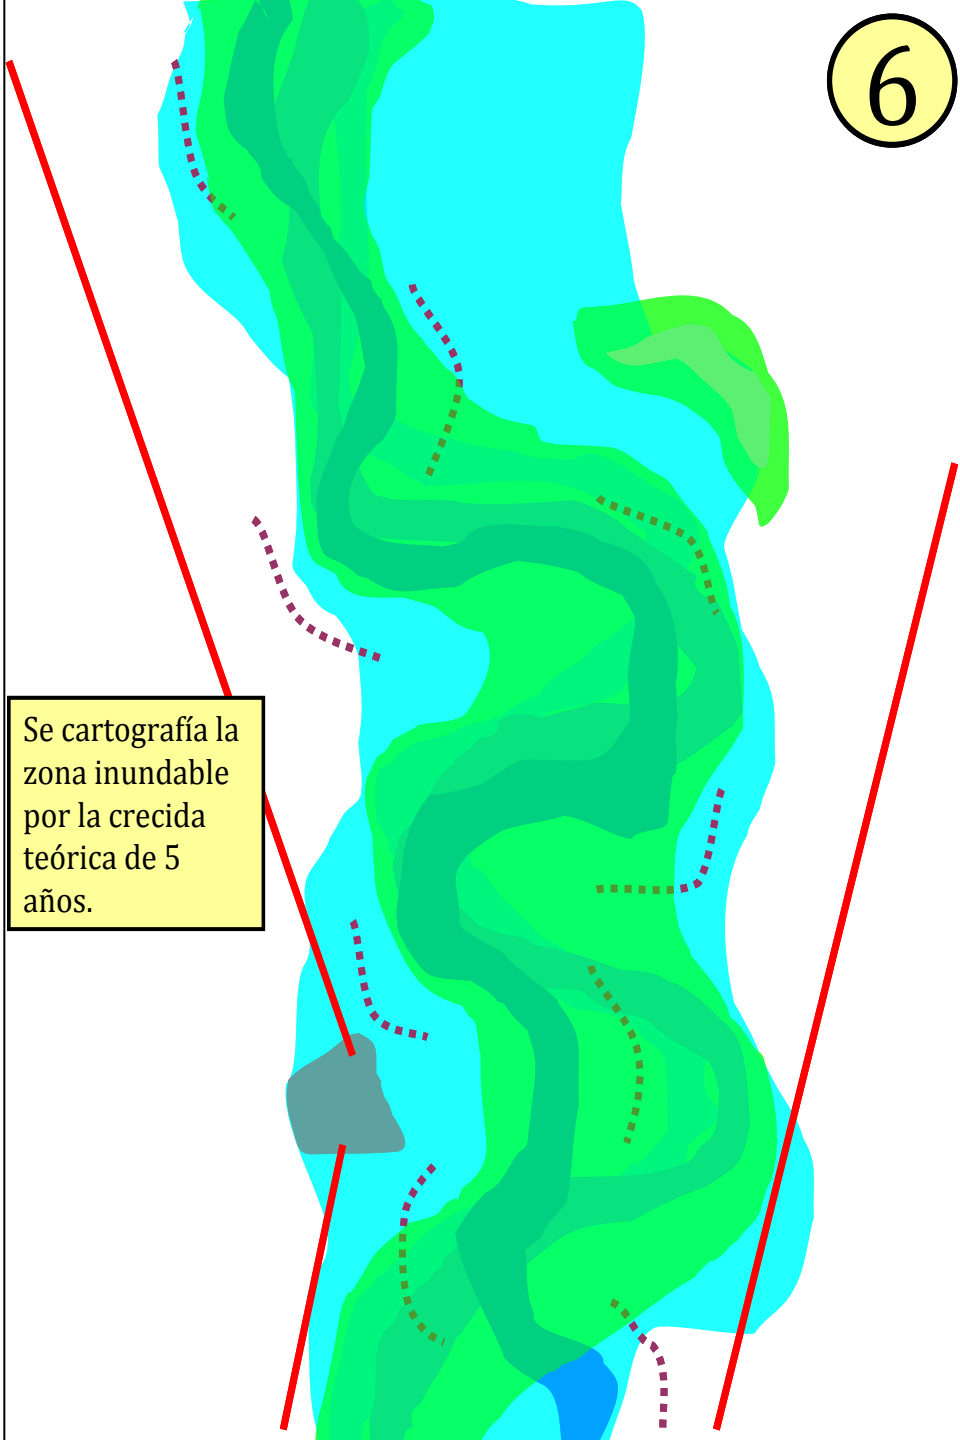 6
Se cartografía la
zona inundable
por la crecida
teórica de 5
años.